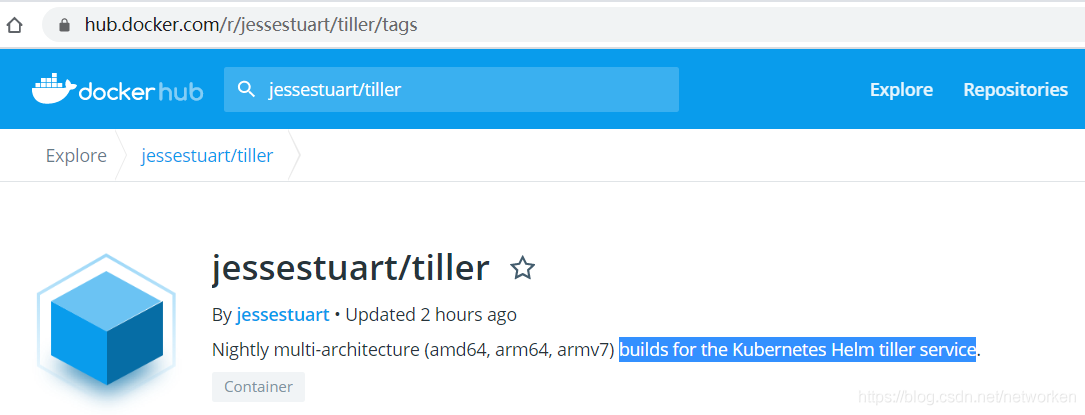 hub.docker.com/r/jessestuart/tiller/tags
docker hub
jessestuart/tiller
Explore
Repositories
Explore
jessestuart/tiller
jessestuart/tiller
By jessestuart • Updated 2 hours ago
Nightly multi-architecture (amd64, arm64, armv7) builds for the Kubernetes Helm tiller service.
Container
https://blog.csdn.net/networken